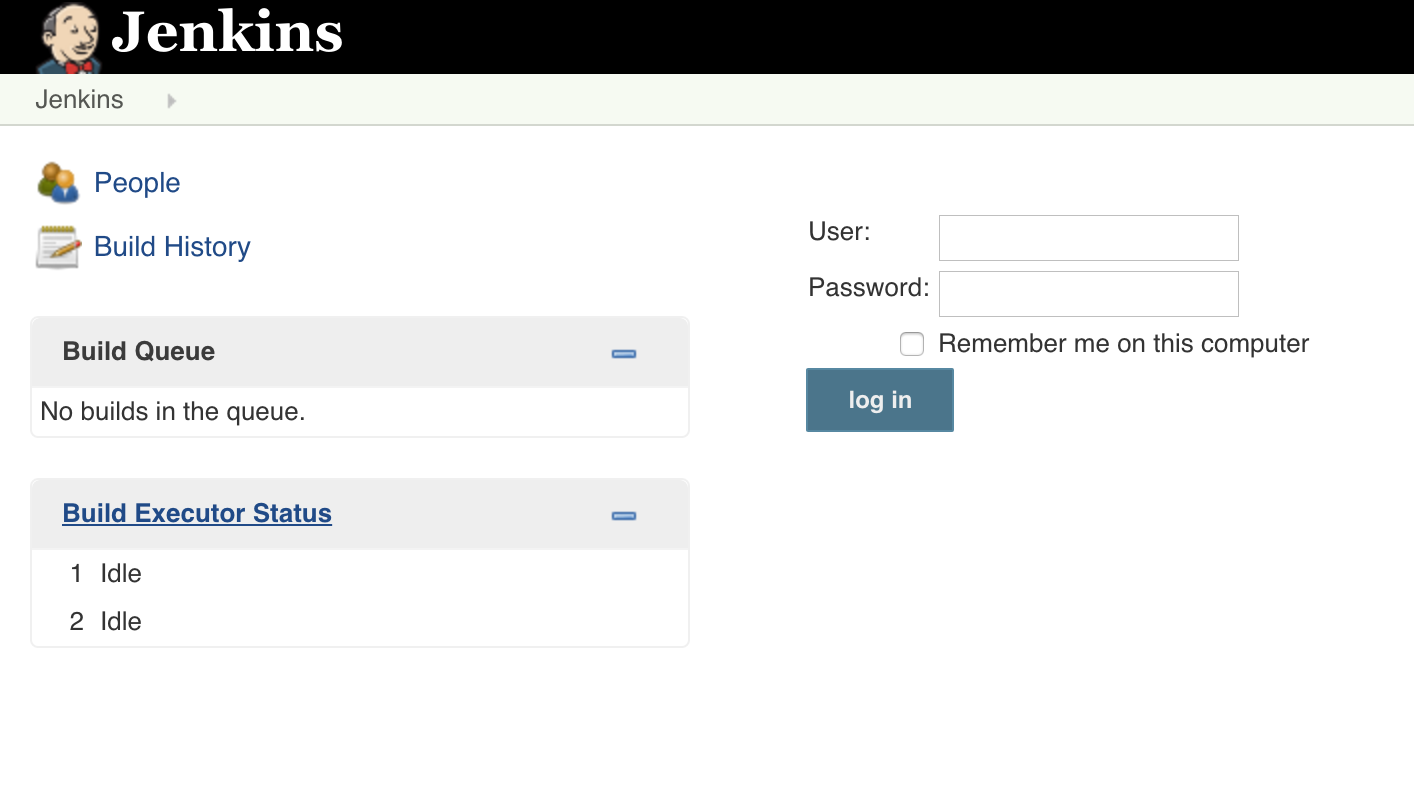 Jenkins
Jenkins
People
Build History
Build Queue
No builds in the queue.
Build Executor Status
1 Idle
2 Idle
User:
Password:
Remember me on this computer
log in